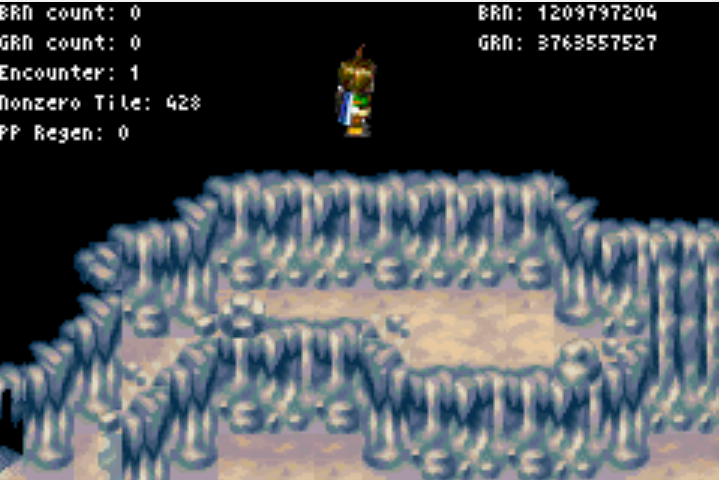 BRN count: 0
BRN: 1209797204
GRN count: 0
GRN: 3763557527
Encounter: 1
Nonzero Tile: 428
PP Regen: 0